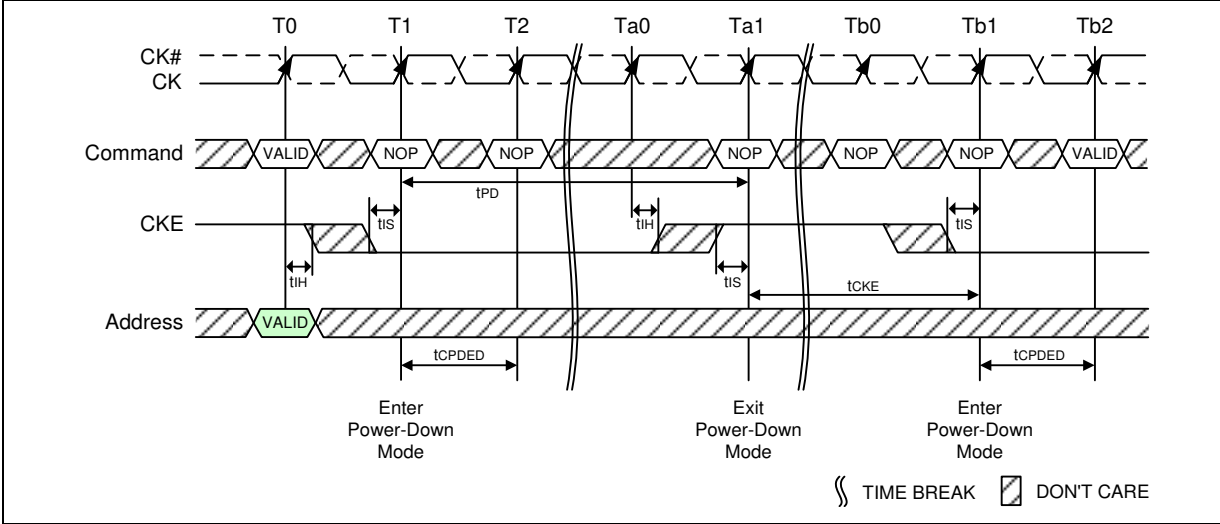 T0 T1 T2 Ta0 Ta1 Tb0 Tb1 Tb2
CK#
CK
Command VALID NOP NOP NOP NOP NOP VALID
tPD
tIS tIH tIS
CKE
tIH tIS
tCKE
Address VALID
tCPDED tCPDED
Enter
Power-Down
Mode
Exit
Power-Down
Mode
Enter
Power-Down
Mode
TIME BREAK DON'T CARE